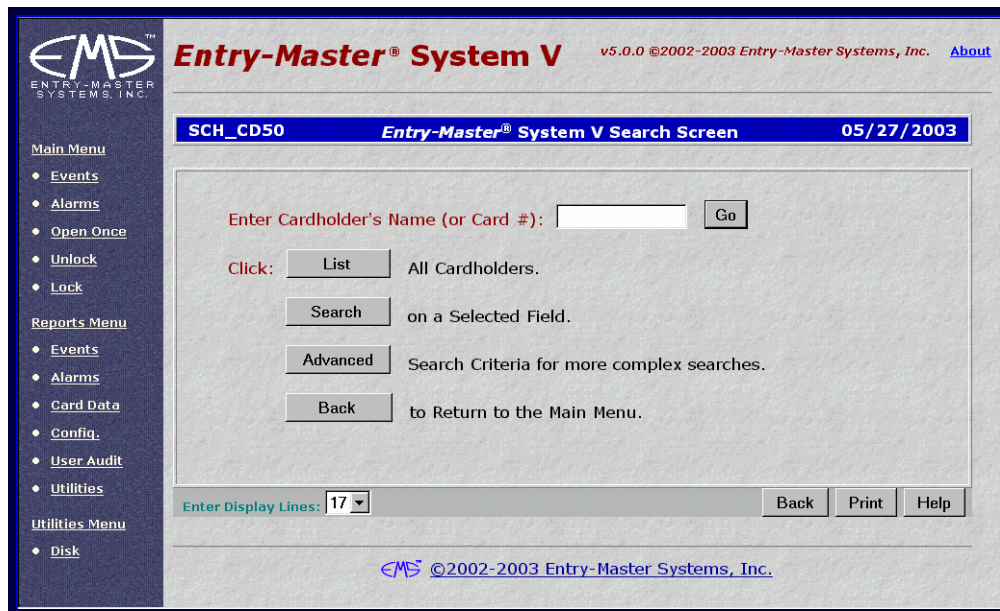 EMS™
ENTRY-MASTER
SYSTEMS, INC.
Main Menu
Events
Alarms
Open Once
Unlock
Lock
Reports Menu
Events
Alarms
Card Data
Config.
User Audit
Utilities
Utilities Menu
Disk
Entry-Master® System V v5.0.0 ©2002-2003 Entry-Master Systems, Inc. About
SCH_CD50 Entry-Master® System V Search Screen 05/27/2003
Enter Cardholder's Name (or Card #): Go
Click: List All Cardholders.
Search on a Selected Field.
Advanced Search Criteria for more complex searches.
Back to Return to the Main Menu.
Enter Display Lines: 17 Back Print Help
EMS ©2002-2003 Entry-Master Systems, Inc.